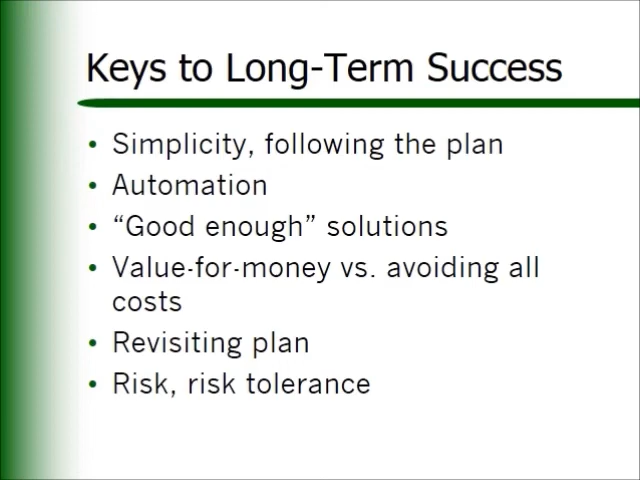 Keys to Long-Term Success
• Simplicity, following the plan
• Automation
• “Good enough” solutions
• Value-for-money vs. avoiding all
costs
• Revisiting plan
• Risk, risk tolerance